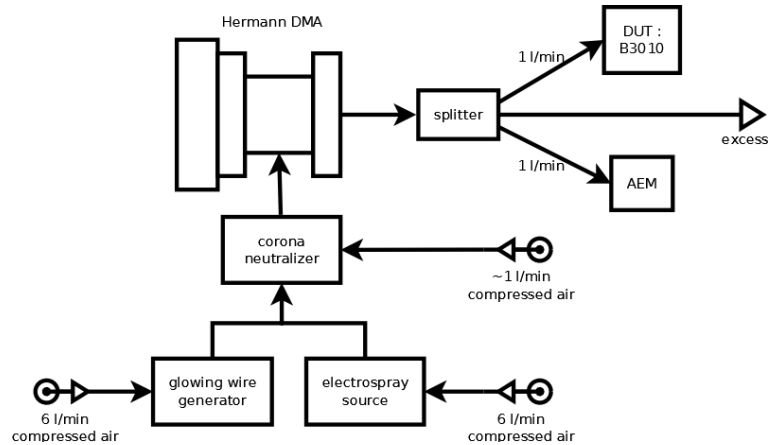 Hermann DMA
DUT :
B3010
1 l/min
splitter
excess
1 l/min
AEM
corona
neutralizer
~1 l/min
compressed air
glowing wire
generator
electrospray
source
6 l/min
compressed air
6 l/min
compressed air